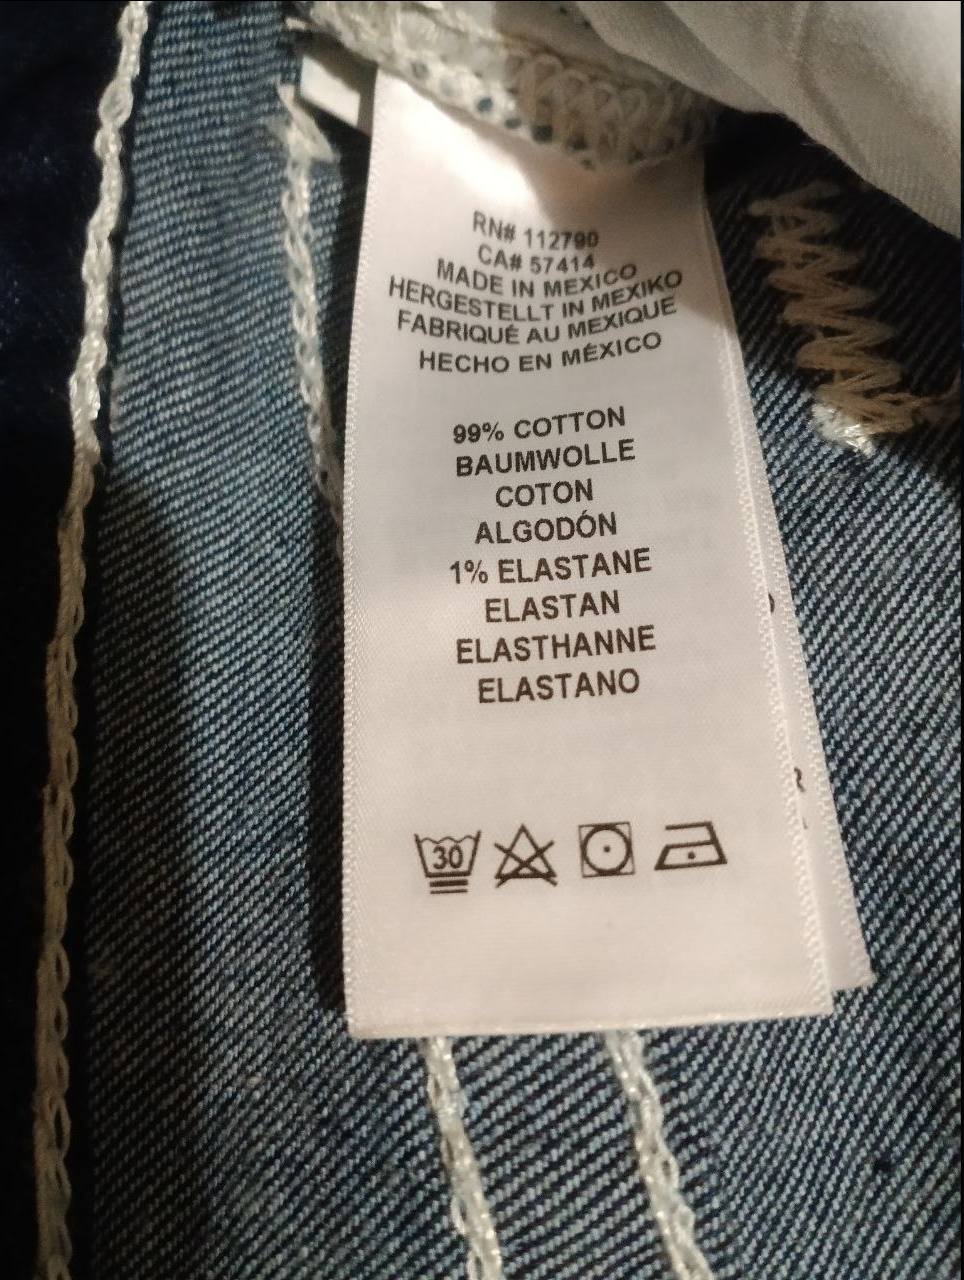 RN# 112790
CA# 57414
MADE IN MEXICO
HERGESTELLT IN MEXIKO
FABRIQUÉ AU MEXIQUE
HECHO EN MÉXICO
99% COTTON
BAUMWOLLE
COTON
ALGODÓN
1% ELASTANE
ELASTAN
ELASTHANNE
ELASTANO
30